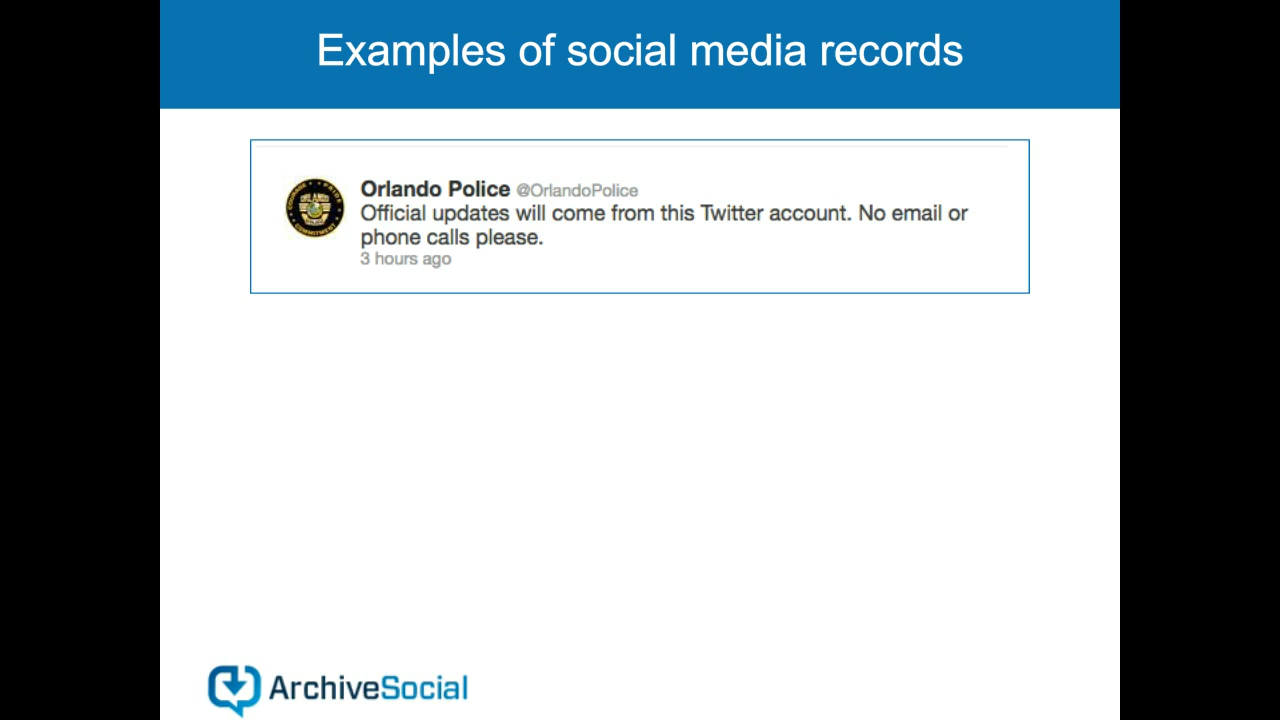 Examples of social media records
Orlando Police @OrlandoPolice
Official updates will come from this Twitter account. No email or
phone calls please.
3 hours ago
ArchiveSocial